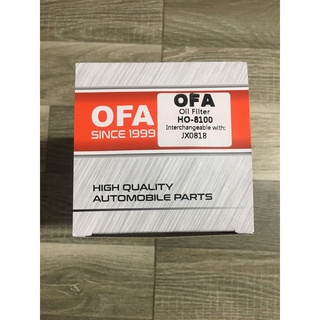 OFA
SINCE 1999
OFA
Oil Filter
HO-8100
Interchangeable with:
JX0818
HIGH QUALITY
AUTOMOBILE PARTS